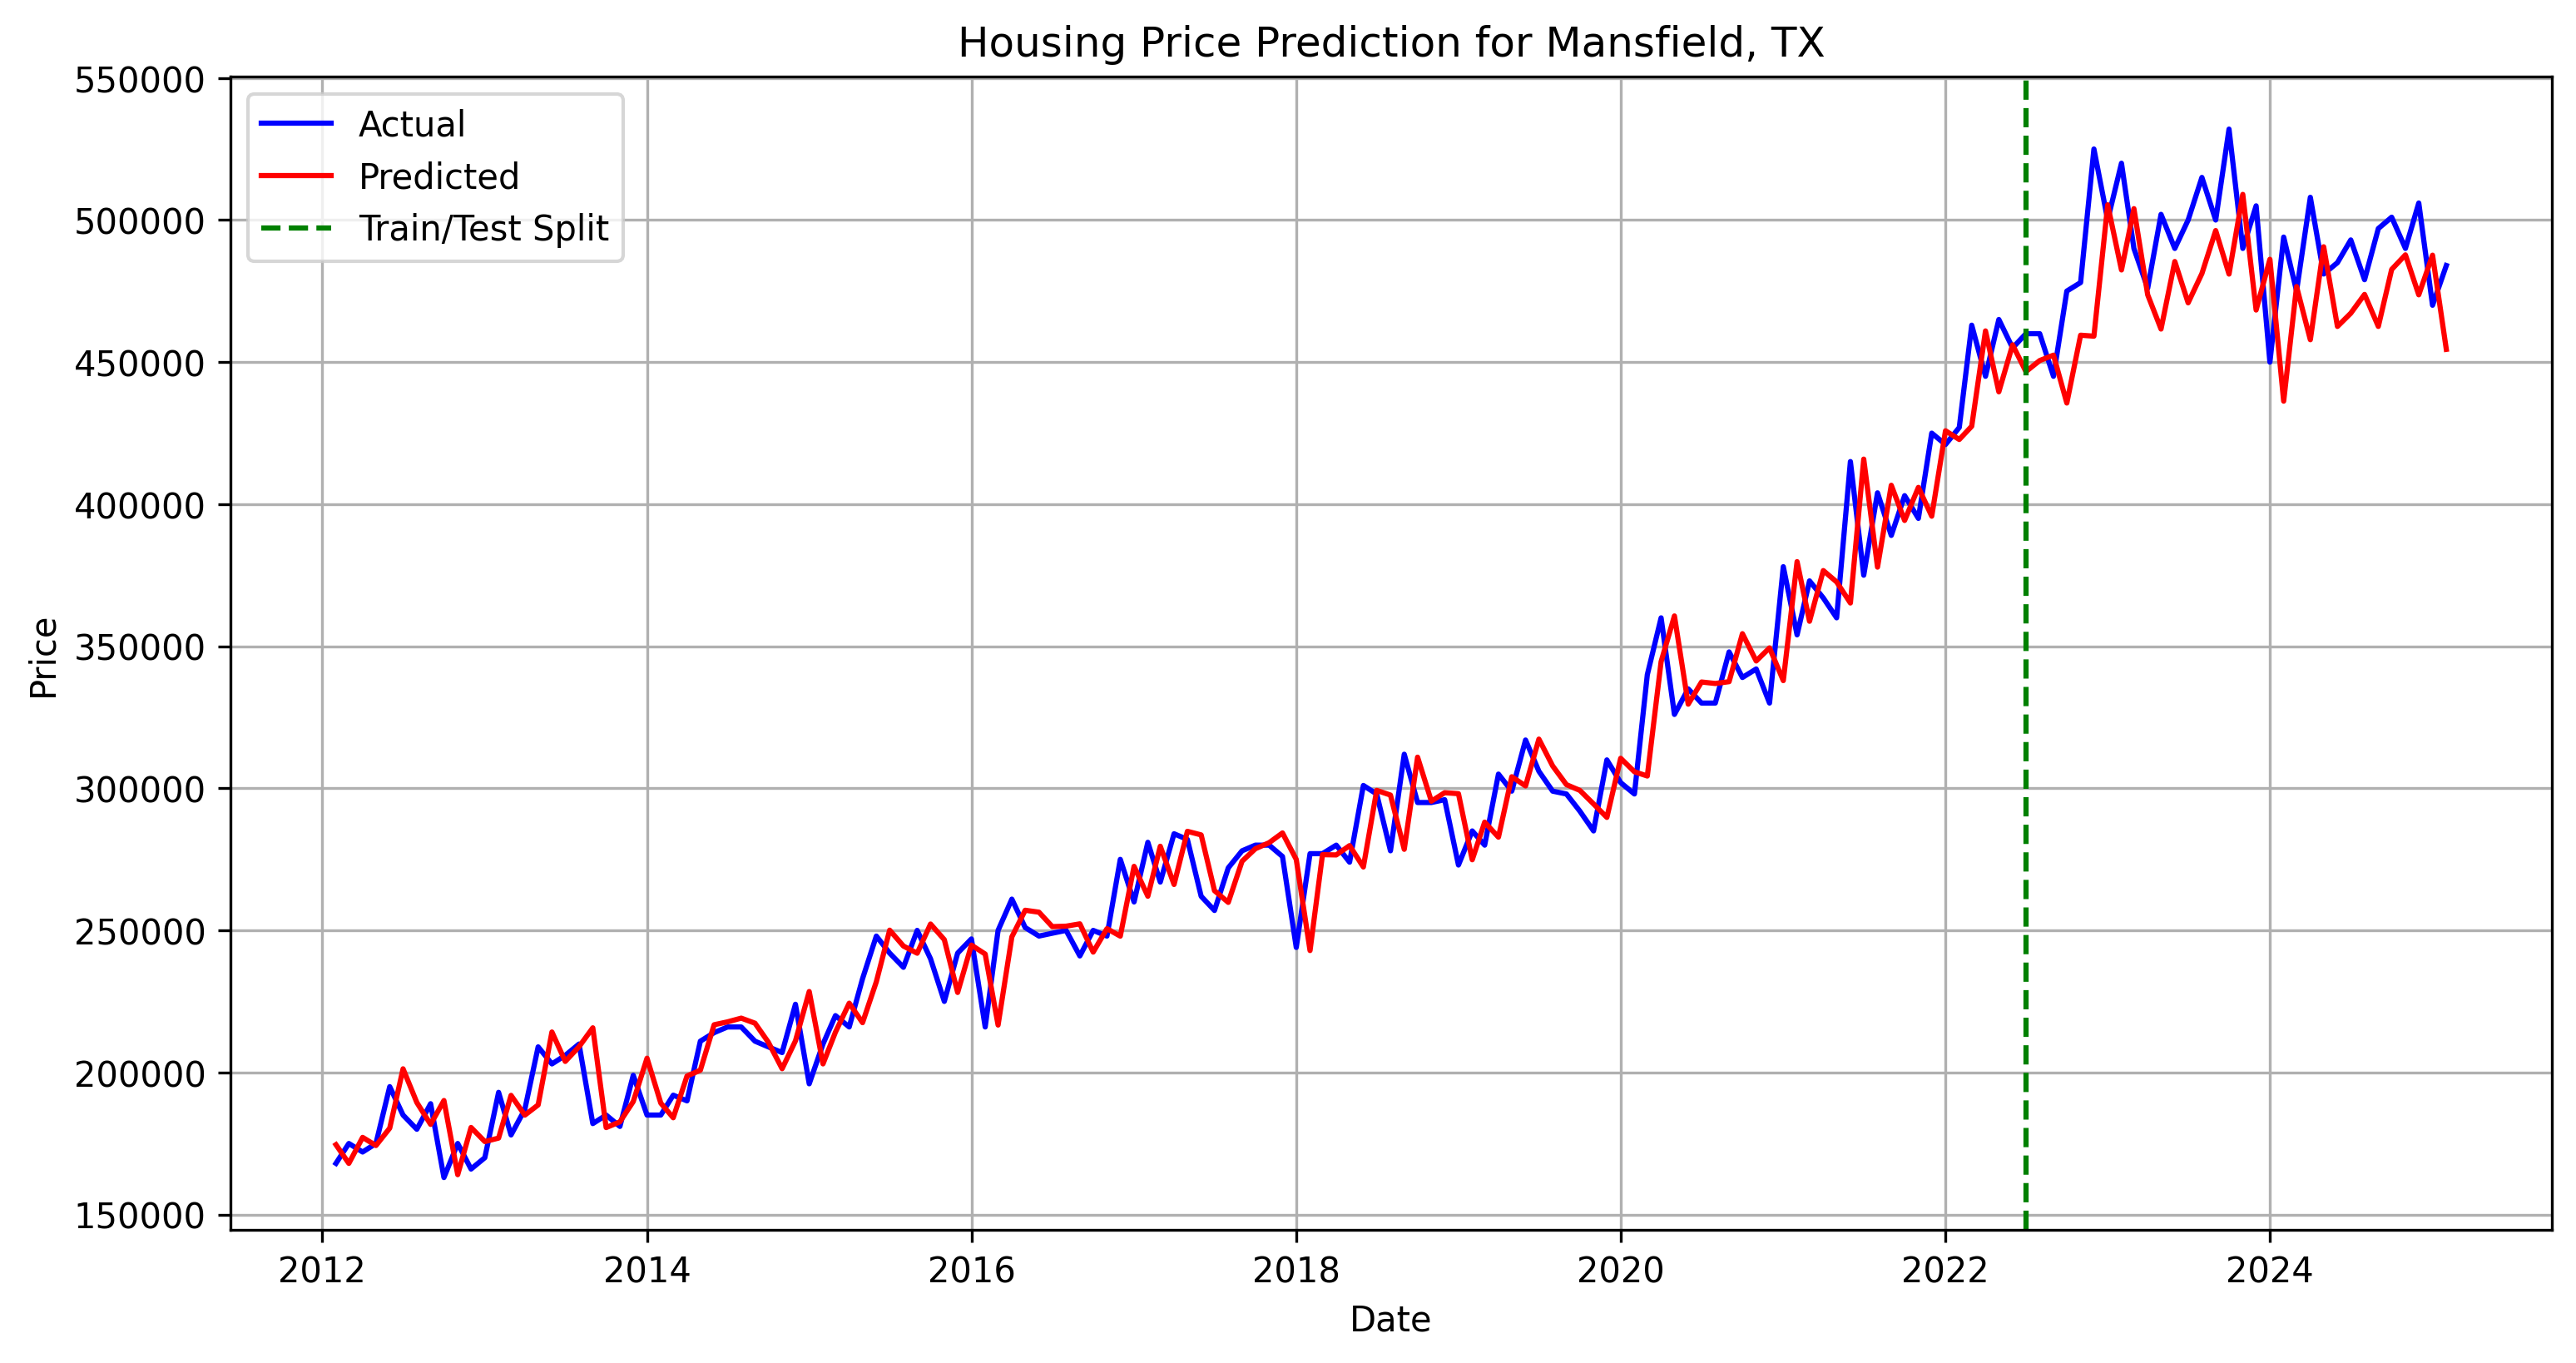 Housing Price Prediction for Mansfield, TX
550000
500000
450000
400000
350000
300000
250000
200000
150000
Price
Actual
Predicted
Train/Test Split
2012 2014 2016 2018 2020 2022 2024
Date